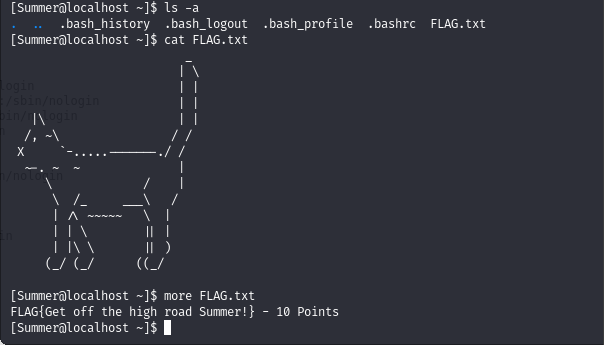 [Summer@localhost ~]$ ls -a
.  ..  .bash_history  .bash_logout  .bash_profile  .bashrc  FLAG.txt
[Summer@localhost ~]$ cat FLAG.txt
                         _
                        | \
                        | |
                        | |
   |\                   | |
  /, ~\                / /
 X     `-.....-------./ /
  ~-. ~  ~              |
     \             /    |
      \  /_     ___\   /
      | /\ ~~~~~   \  |
      | | \        || |
      | |\ \       || )
     (_/ (_/      ((_/
[Summer@localhost ~]$ more FLAG.txt
FLAG{Get off the high road Summer!} - 10 Points
[Summer@localhost ~]$